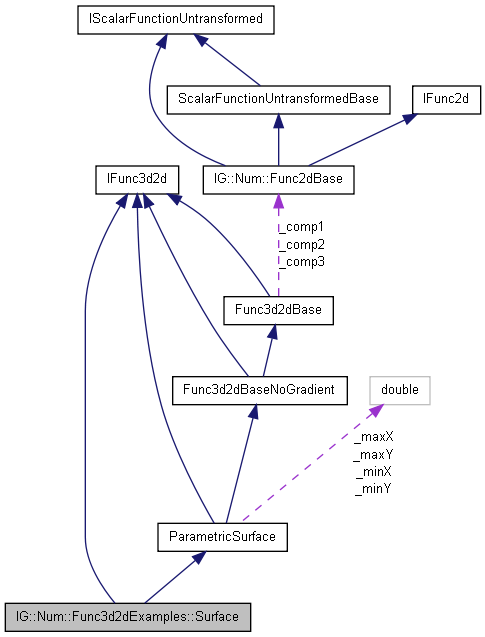 IScalarFunctionUntransformed
ScalarFunctionUntransformedBase
IFunc2d
IFunc3d2d
IG::Num::Func2dBase
_comp1
_comp2
_comp3
Func3d2dBase
Func3d2dBaseNoGradient
double
_maxX
_maxY
_minX
_minY
ParametricSurface
IG::Num::Func3d2dExamples::Surface